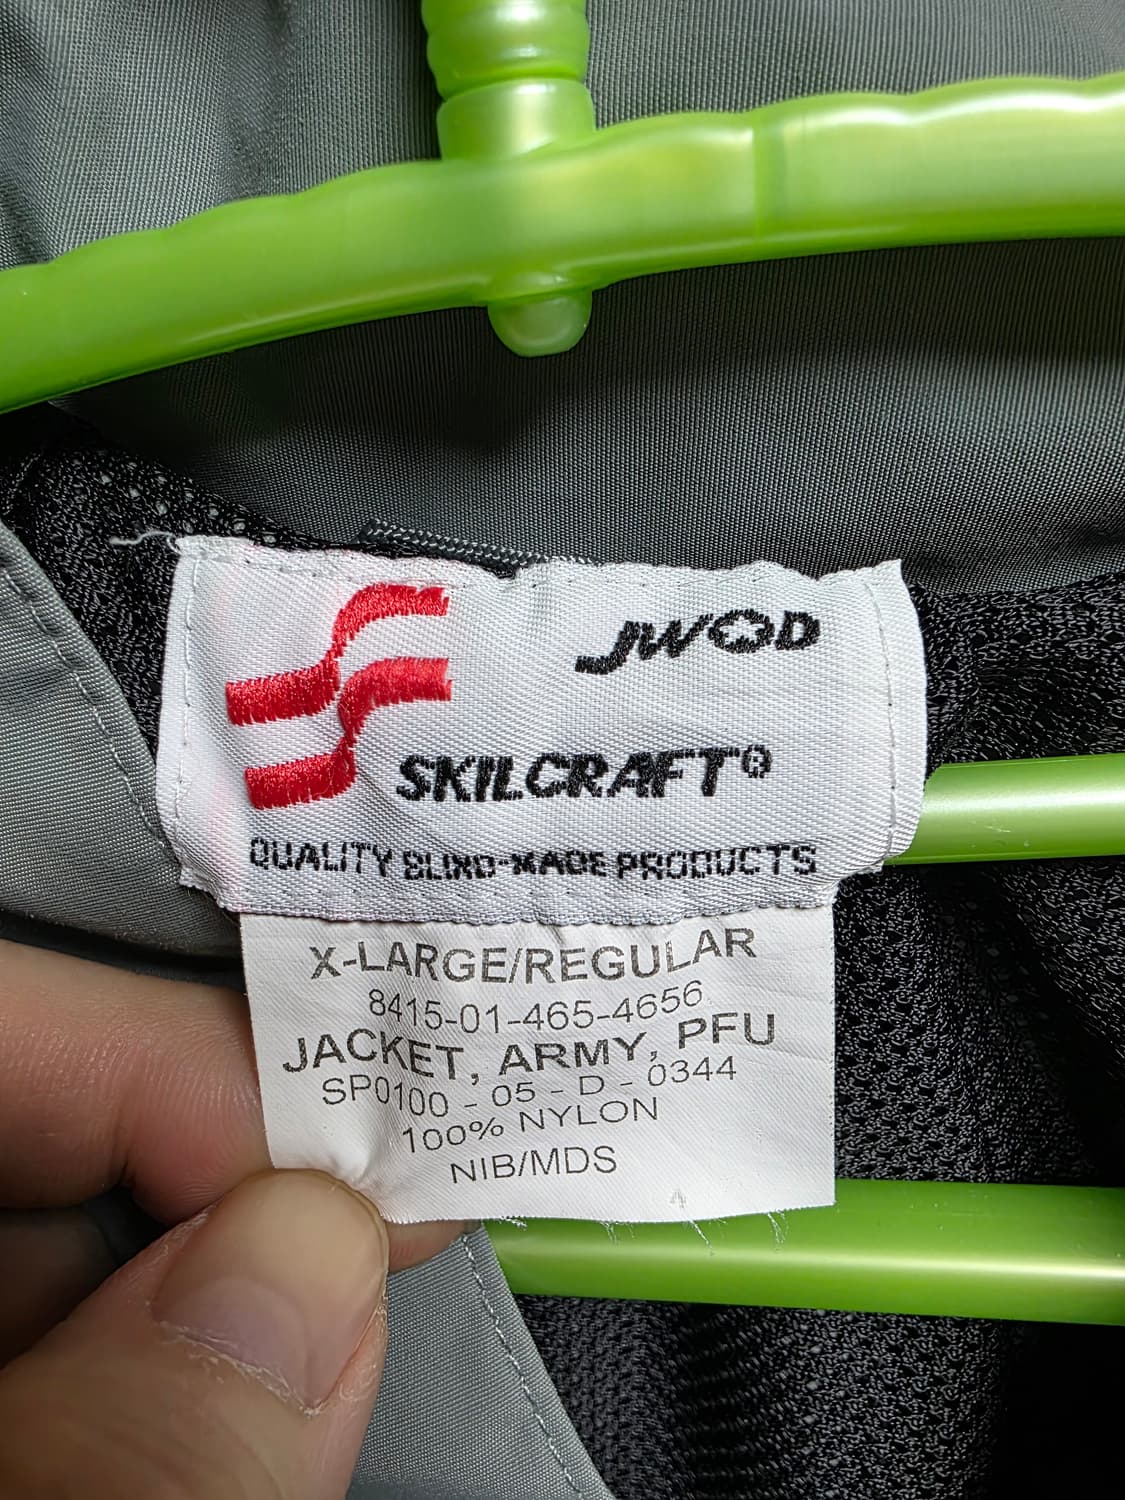 JWOD
SKILCRAFT®
QUALITY BLIND-MADE PRODUCTS
X-LARGE/REGULAR
8415-01-465-4656
JACKET, ARMY, PFU
SP0100 - 05 - D - 0344
100% NYLON
NIB/MDS
4